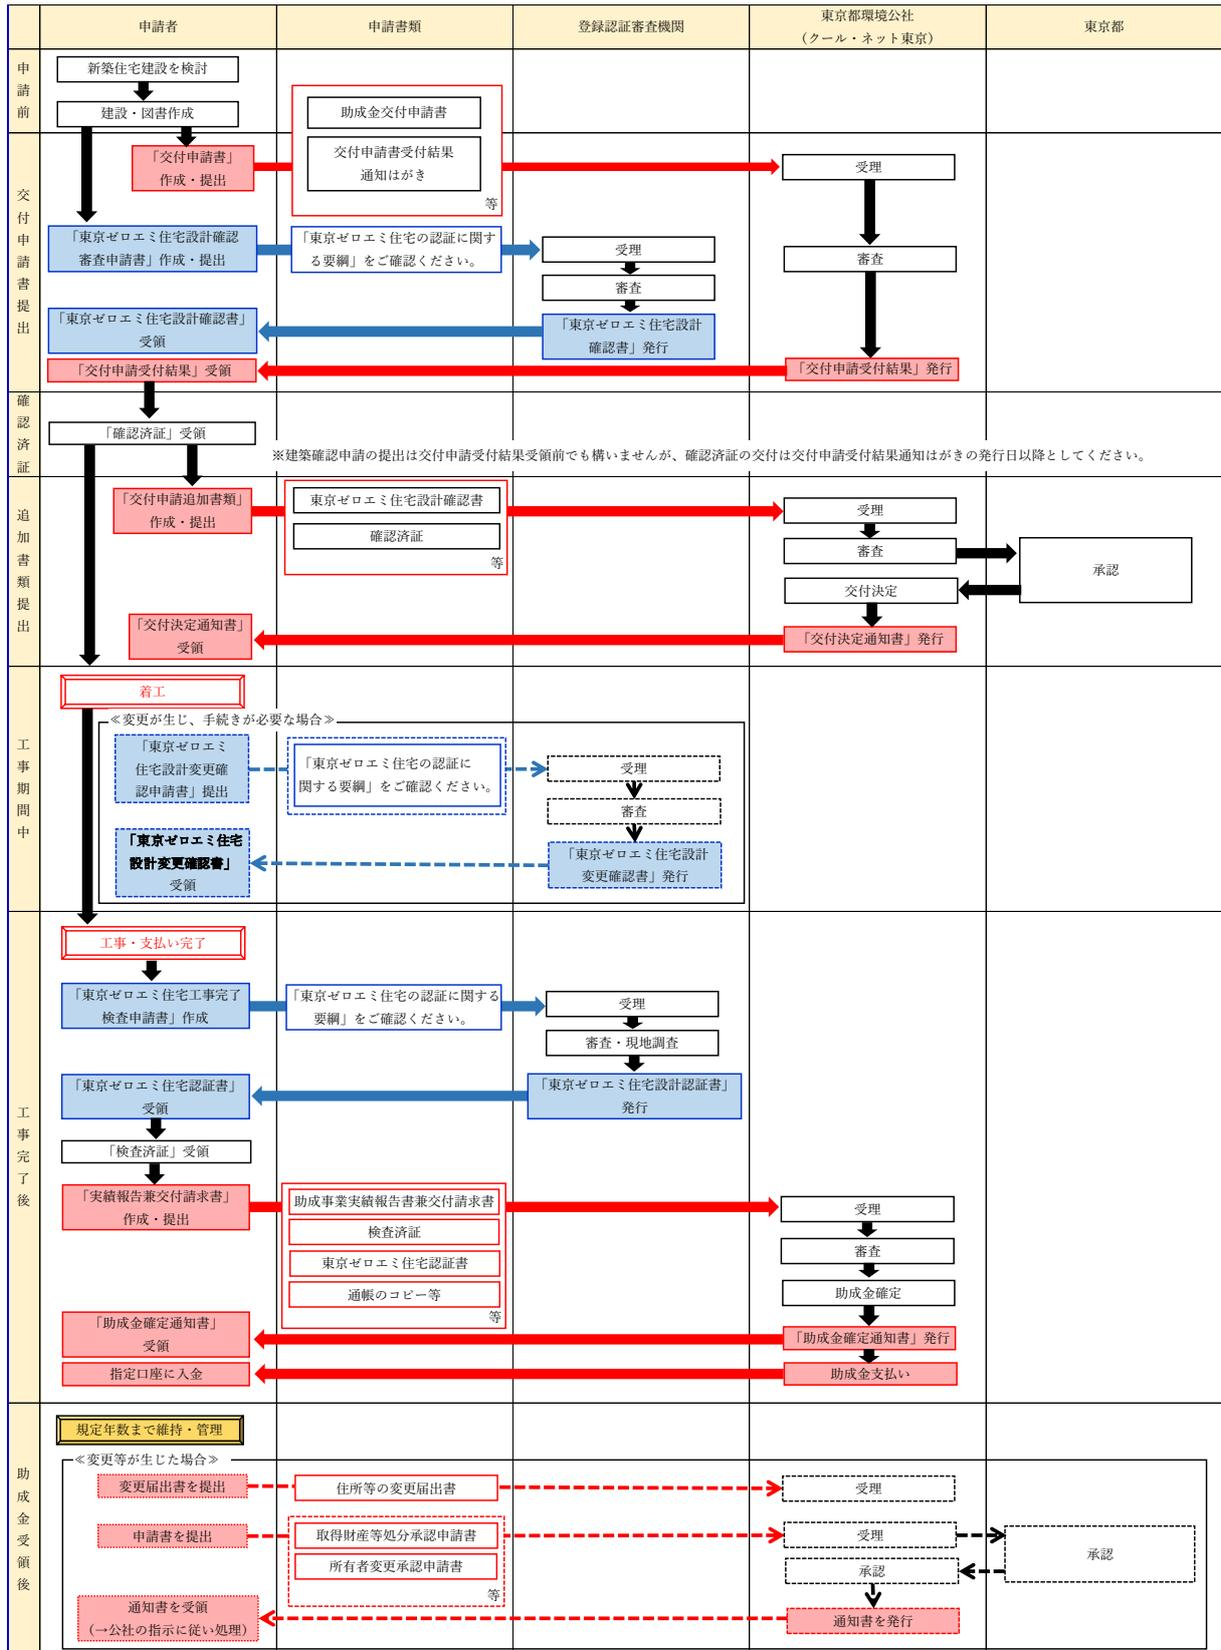 申請者
申請書類
登録認証審査機関
東京都環境公社
（クール・ネット東京）
東京都
申請前
新築住宅建設を検討
建設・図書作成
助成金交付申請書
交付申請書受付結果
通知はがき
等
交付申請書提出
「交付申請書」
作成・提出
受理
「東京ゼロエミ住宅設計確認
審査申請書」作成・提出
「東京ゼロエミ住宅の認証に関す
る要綱」をご確認ください。
受理
審査
審査
「東京ゼロエミ住宅設計確認書」
受領
「東京ゼロエミ住宅設計
確認書」発行
「交付申請受付結果」受領
「交付申請受付結果」発行
確認済証
「確認済証」受領
※建築確認申請の提出は交付申請受付結果受領前でも構いませんが、確認済証の交付は交付申請受付結果通知はがきの発行日以降としてください。
追加書類提出
「交付申請追加書類」
作成・提出
東京ゼロエミ住宅設計確認書
確認済証
等
受理
審査
承認
交付決定
「交付決定通知書」
受領
「交付決定通知書」発行
工事期間中
着工
≪変更が生じ、手続きが必要な場合≫
「東京ゼロエミ
住宅設計変更確
認申請書」提出
「東京ゼロエミ住宅の認証に
関する要綱」をご確認ください。
受理
審査
「東京ゼロエミ住宅
設計変更確認書」
受領
「東京ゼロエミ住宅設計
変更確認書」発行
工事完了後
工事・支払い完了
「東京ゼロエミ住宅工事完了
検査申請書」作成
「東京ゼロエミ住宅の認証に関する
要綱」をご確認ください。
受理
審査・現地調査
「東京ゼロエミ住宅認証書」
受領
「東京ゼロエミ住宅設計認証書」
発行
「検査済証」受領
「実績報告兼交付請求書」
作成・提出
助成事業実績報告書兼交付請求書
検査済証
東京ゼロエミ住宅認証書
通帳のコピー等
等
受理
審査
助成金確定
「助成金確定通知書」
受領
「助成金確定通知書」発行
指定口座に入金
助成金支払い
助成金受領後
規定年数まで維持・管理
≪変更等が生じた場合≫
変更届出書を提出
住所等の変更届出書
受理
申請書を提出
取得財産等処分承認申請書
所有者変更承認申請書
等
受理
承認
承認
通知書を受領
（→公社の指示に従い処理）
通知書を発行